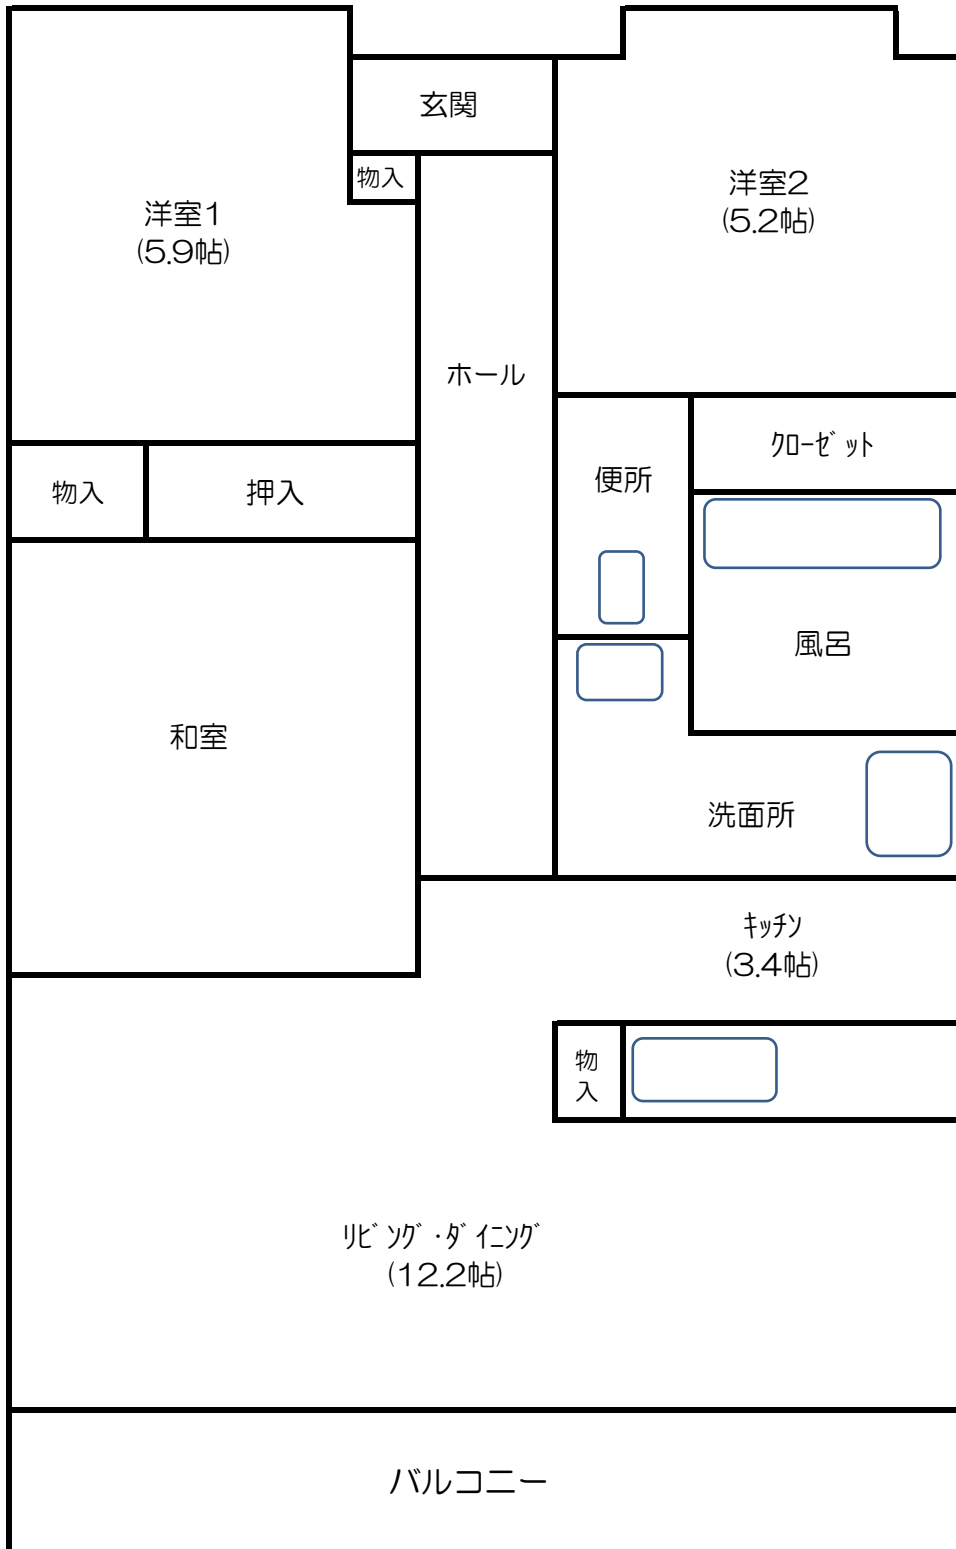 玄関
物入
洋室1
(5.9帖)
洋室2
(5.2帖)
ホール
ｸﾛｰｾﾞｯﾄ
物入
押入
便所
風呂
和室
洗面所
ｷｯﾁﾝ
(3.4帖)
物
入
ﾘﾋﾞﾝｸﾞ・ﾀﾞｲﾆﾝｸﾞ
(12.2帖)
バルコニー